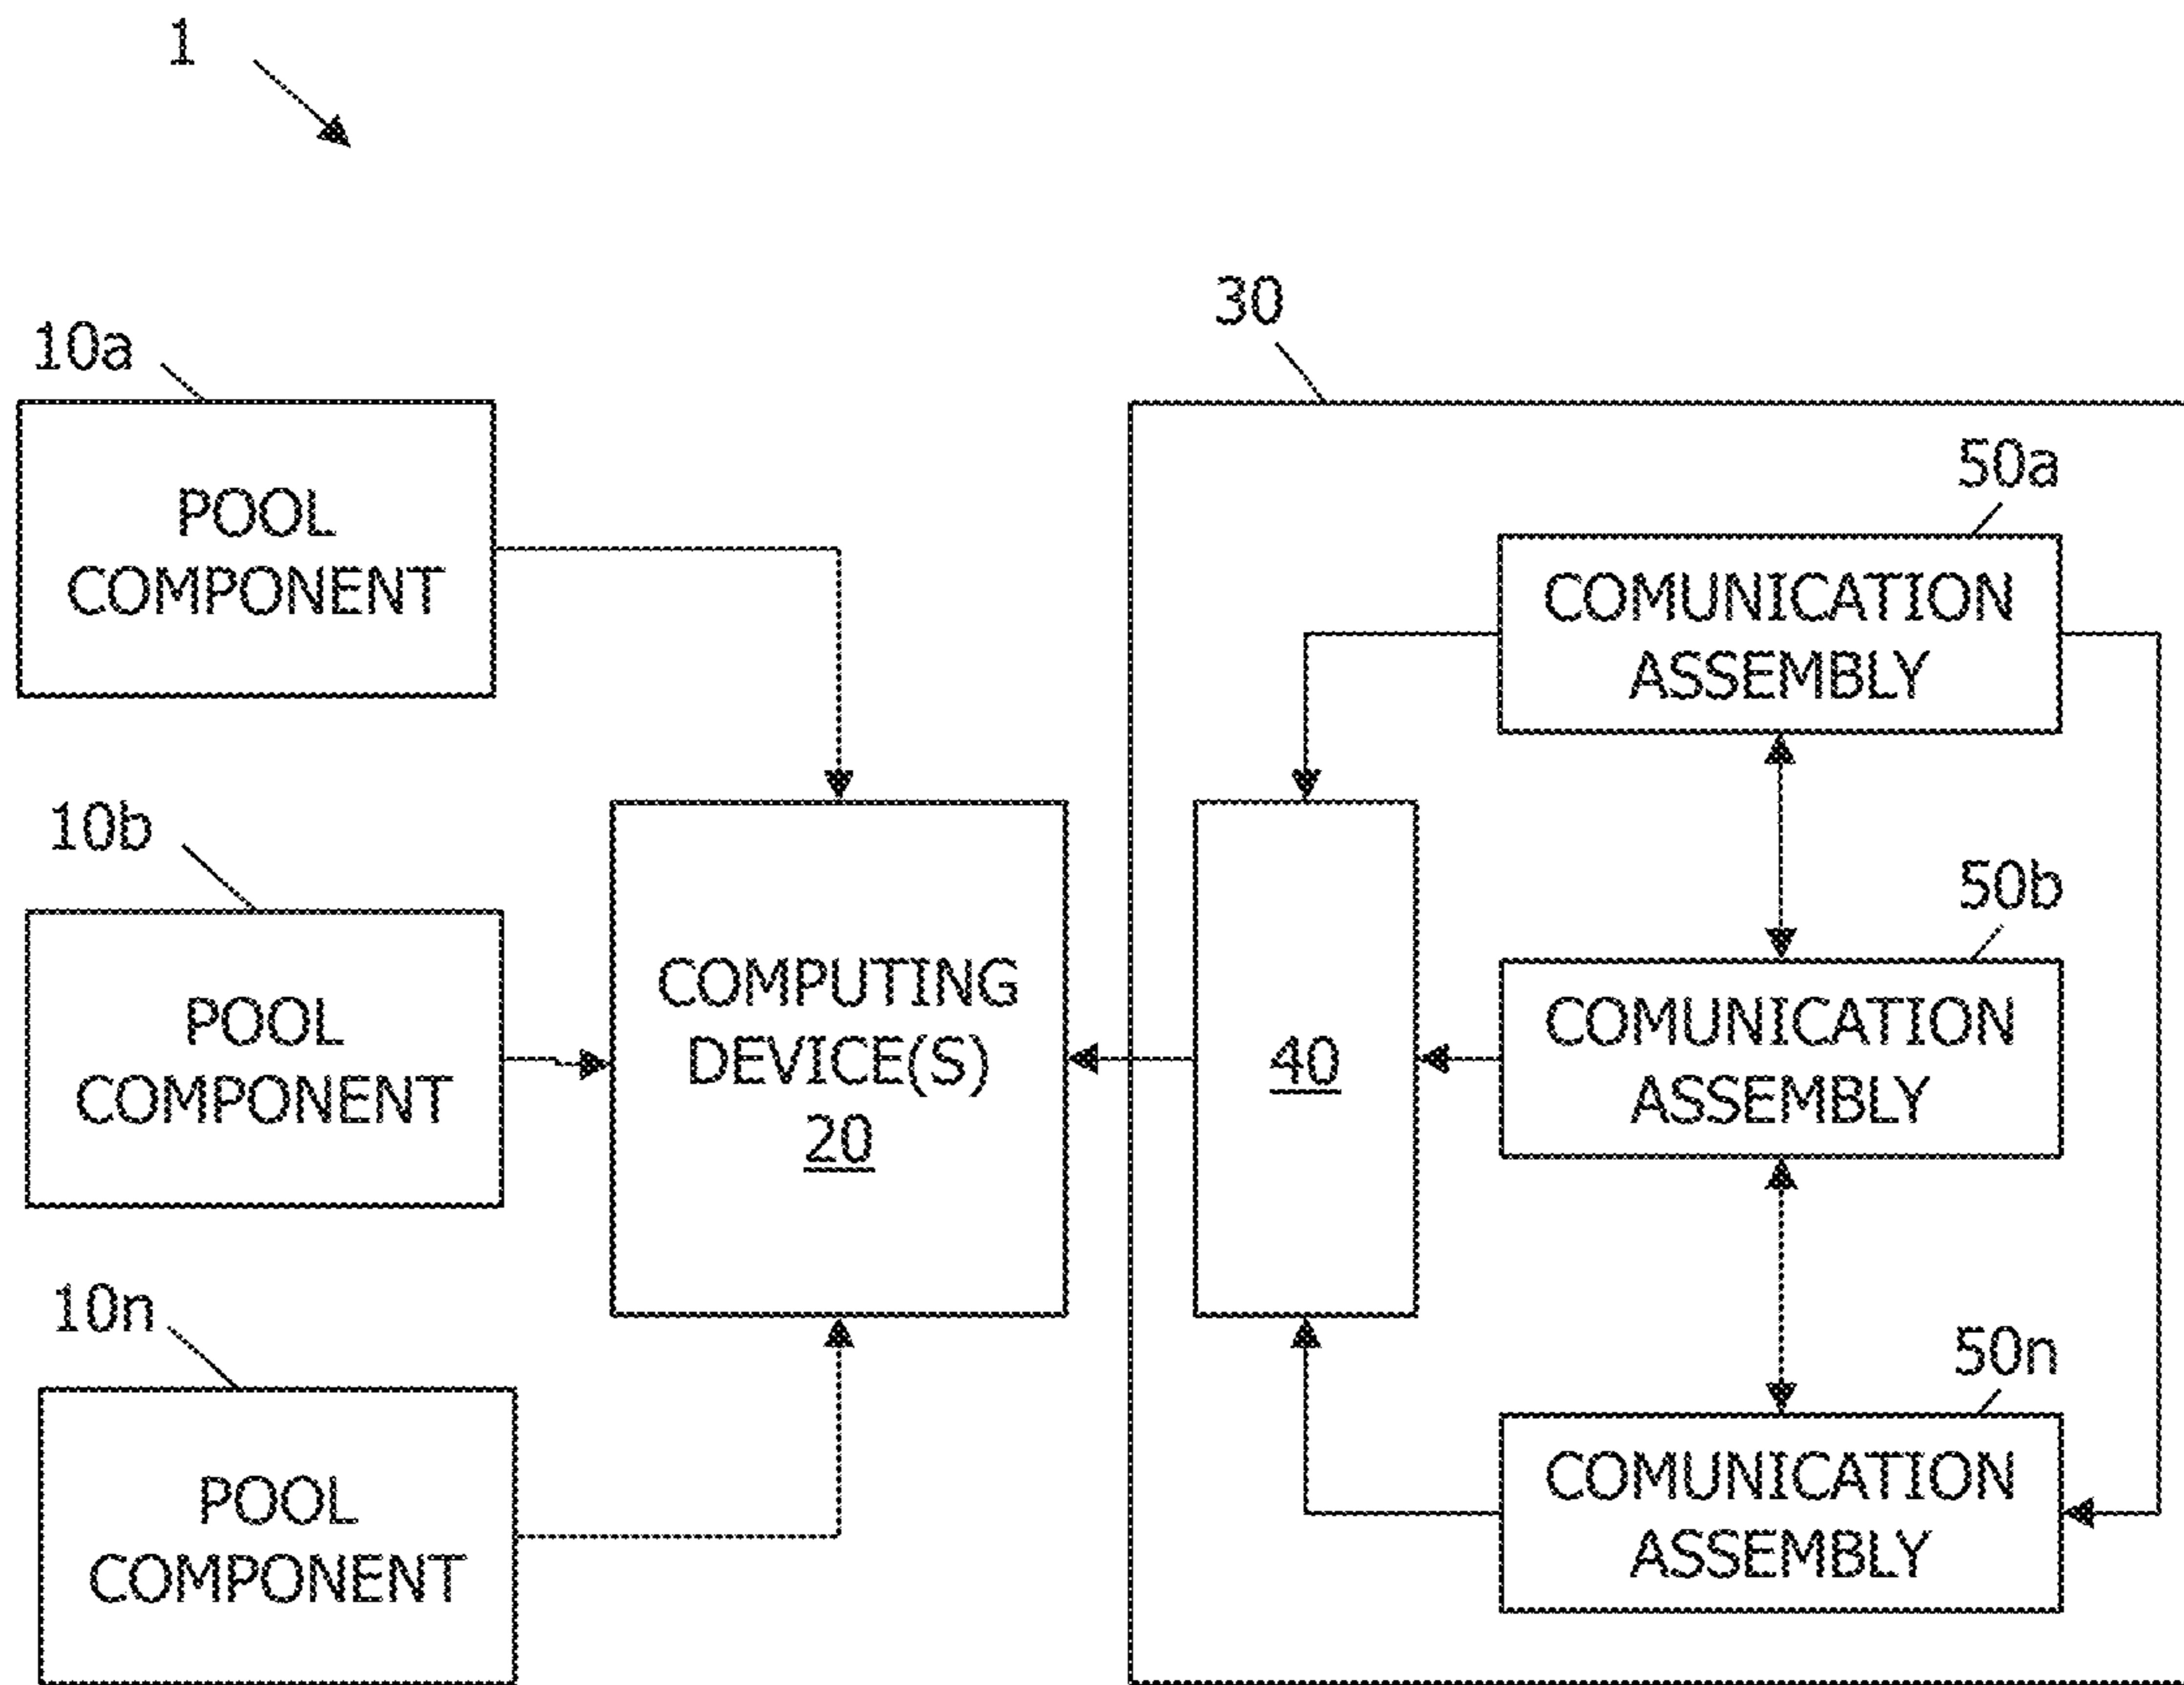 1
30
10a
POOL
COMPONENT
50a
COMUNICATION
ASSEMBLY
10b
POOL
COMPONENT
COMPUTING
DEVICE(S)
20
40
50b
COMUNICATION
ASSEMBLY
10n
POOL
COMPONENT
50n
COMUNICATION
ASSEMBLY